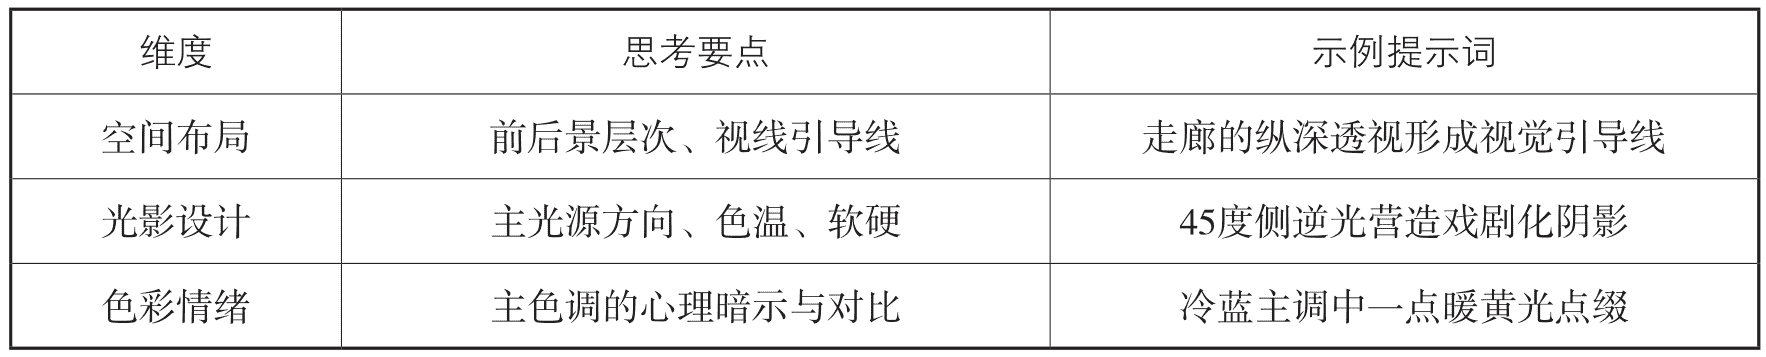 维度 思考要点 示例提示词
空间布局 前后景层次、视线引导线 走廊的纵深透视形成视觉引导线
光影设计 主光源方向、色温、软硬 45度侧逆光营造戏剧化阴影
色彩情绪 主色调的心理暗示与对比 冷蓝主调中一点暖黄光点缀